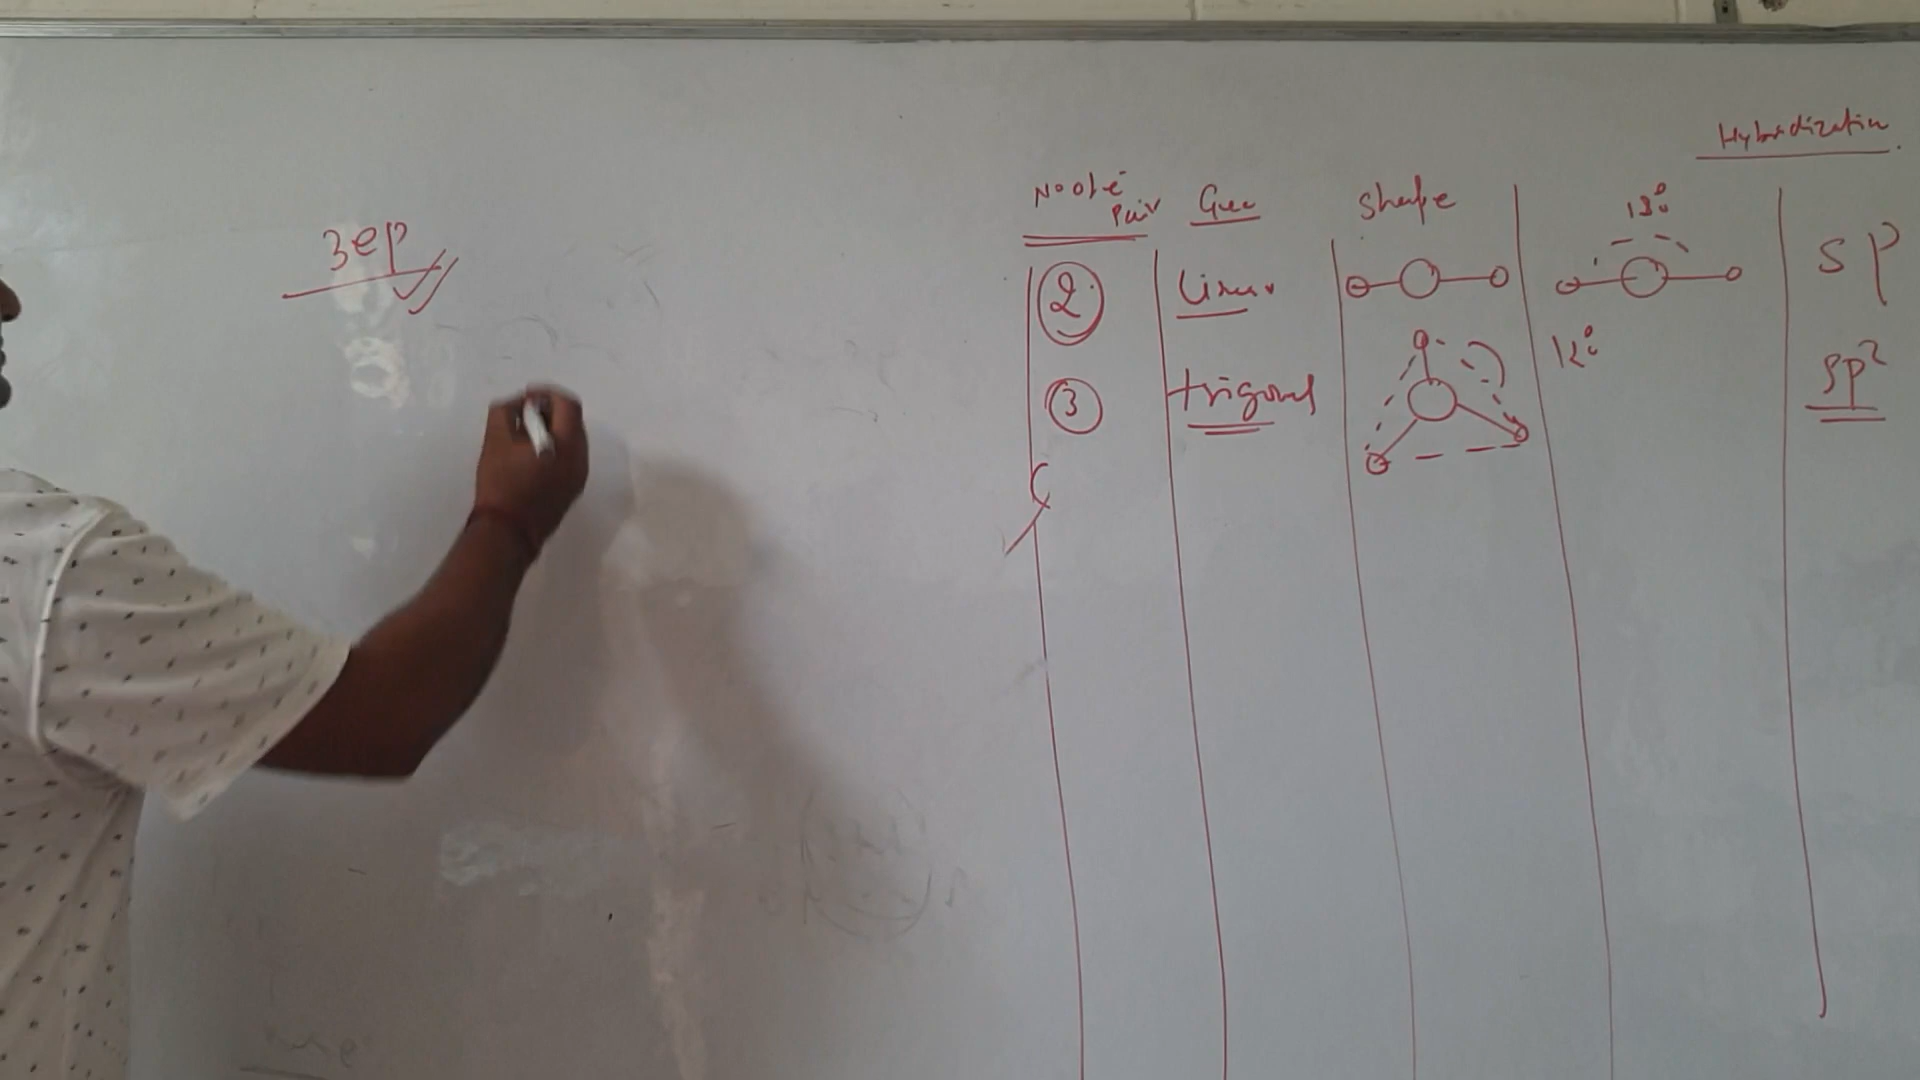 Hybridization
No of e⁻ Pair Geo Shape
180°
2 Linear SP
3 trigonal 120° SP²
3ep